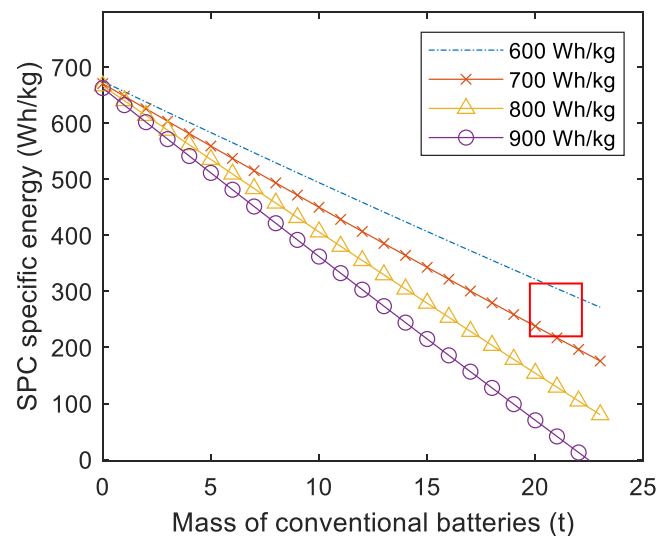 SPC specific energy (Wh/kg)
700
600
500
400
300
200
100
0
600 Wh/kg
700 Wh/kg
800 Wh/kg
900 Wh/kg
0 5 10 15 20 25
Mass of conventional batteries (t)